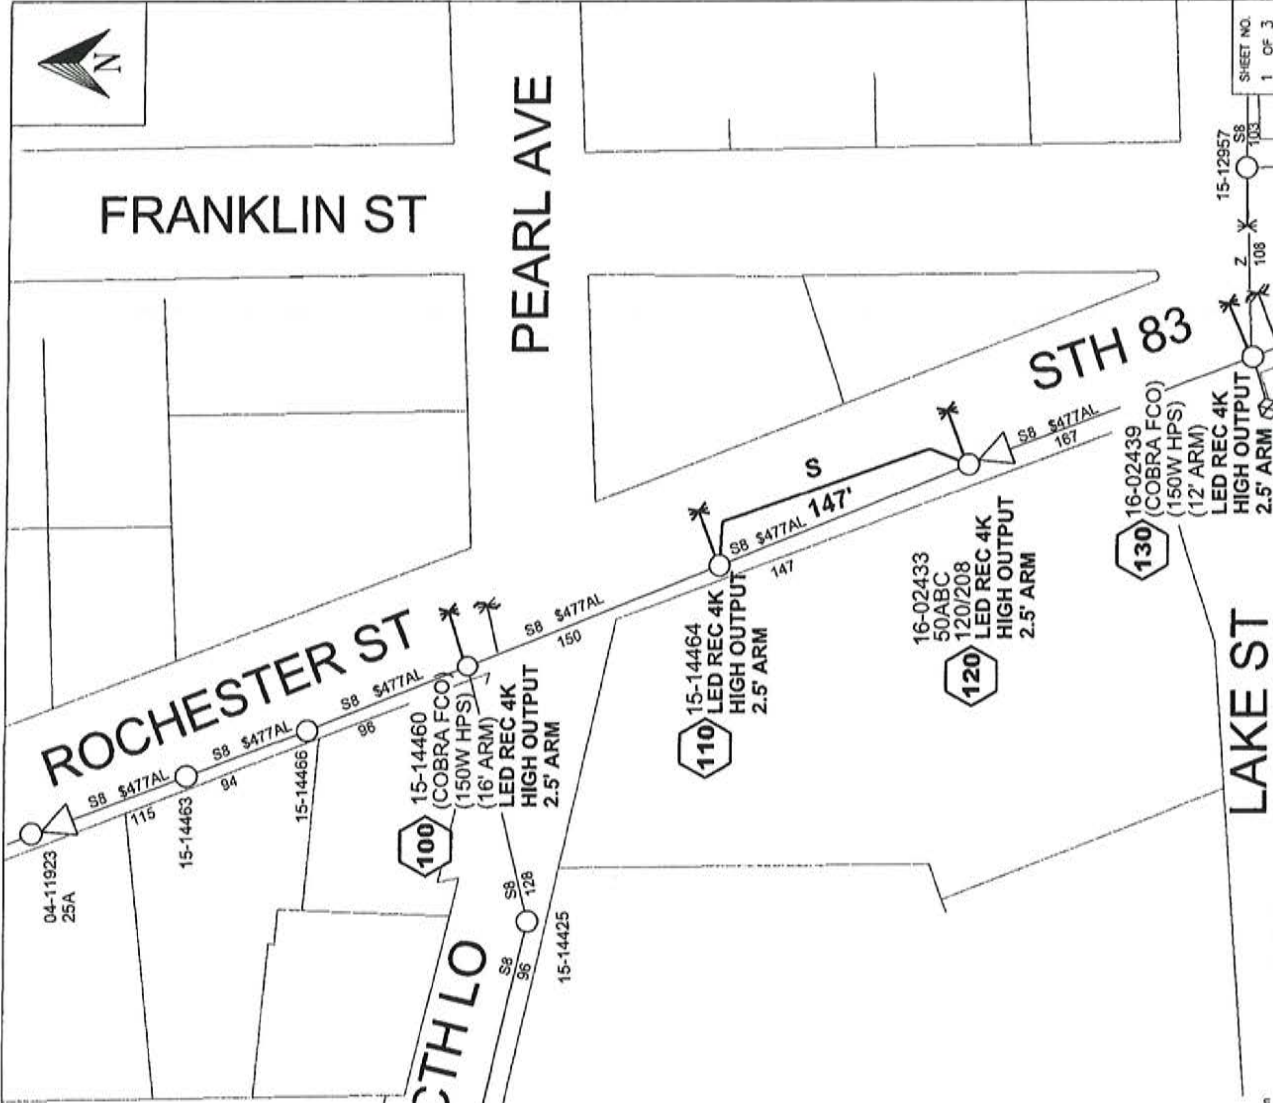 N
SHEET NO.
1 OF 3
FRANKLIN ST
PEARL AVE
15-12957
S8
103
Z
108
STH 83
ROCHESTER ST
04-11923
25A
S8 $477AL
115
15-14463
S8 $477AL
94
15-14466
S8 $477AL
96
100
15-14460
(COBRA FCO)
(150W HPS)
(16' ARM)
LED REC 4K
HIGH OUTPUT
2.5' ARM
S8 $477AL
150
110
15-14464
LED REC 4K
HIGH OUTPUT
2.5' ARM
S8 $477AL
147
S
147'
120
16-02433
50ABC
120/208
LED REC 4K
HIGH OUTPUT
2.5' ARM
S8 $477AL
167
130
16-02439
(COBRA FCO)
(150W HPS)
(12' ARM)
LED REC 4K
HIGH OUTPUT
2.5' ARM
S8
128
15-14425
S8
96
CTH LO
LAKE ST